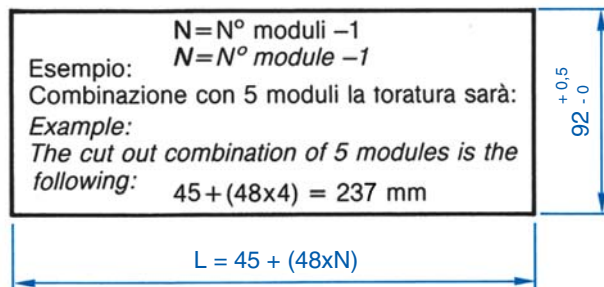 N=N° moduli –1
N=N° module –1
Esempio:
Combinazione con 5 moduli la toratura sarà:
Example:
The cut out combination of 5 modules is the
following:
45+(48x4) = 237 mm
92 + 0,5 - 0
L = 45 + (48xN)